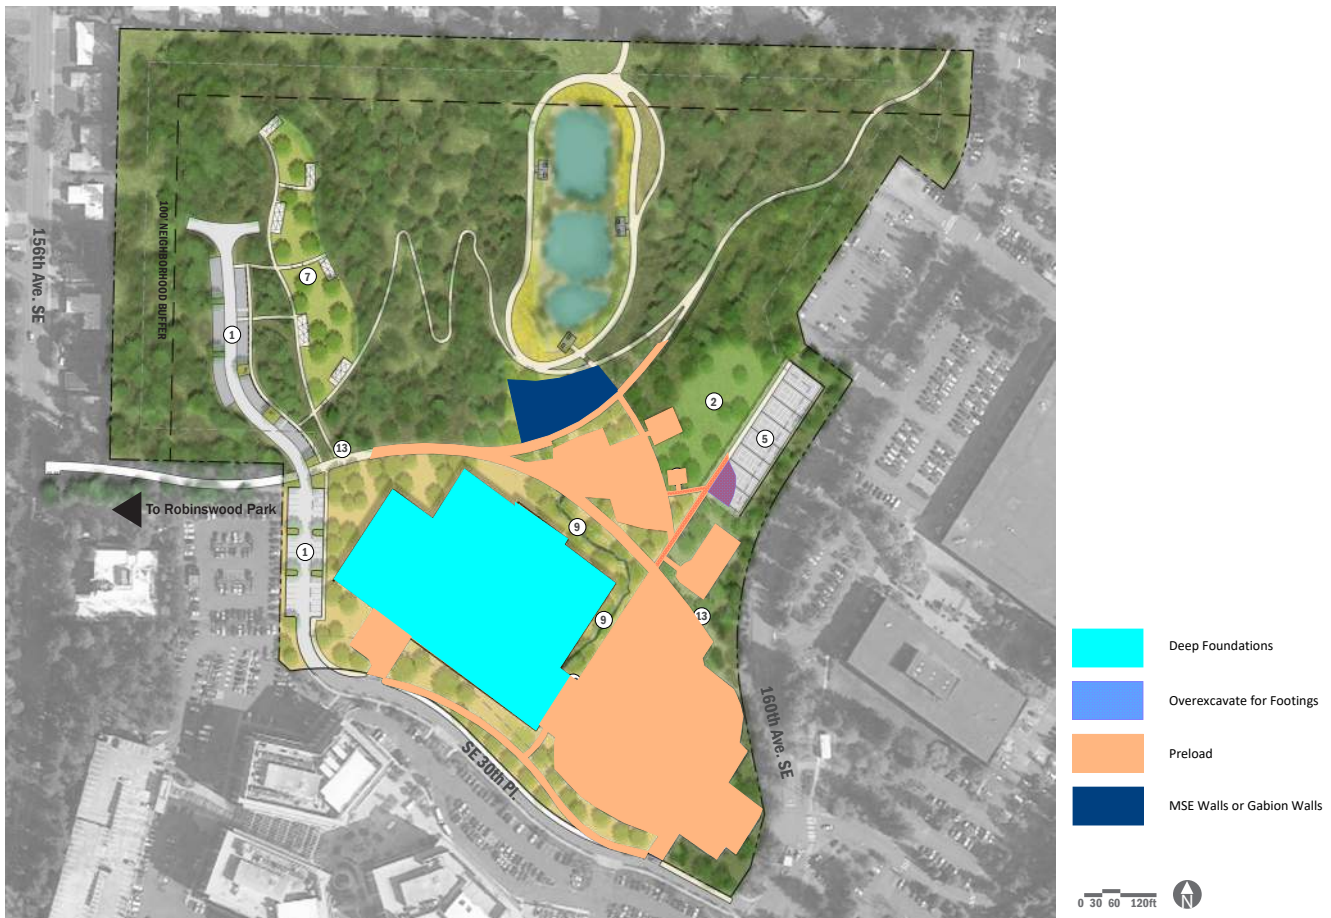 156th Ave. SE
100' NEIGHBORHOOD BUFFER
7
1
2
5
13
To Robinswood Park
9
1
9
13
160th Ave. SE
SE 30th Pl.
Deep Foundations
Overexcavate for Footings
Preload
MSE Walls or Gabion Walls
0 30 60 120ft
N